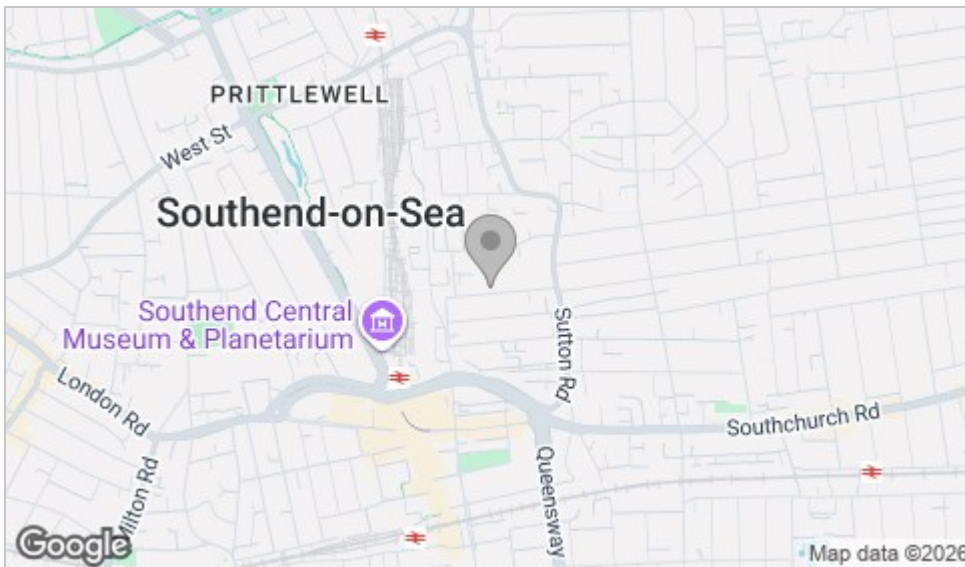 PRITTLEWELL
West St
Southend-on-Sea
Southend Central
Museum & Planetarium
Sutton Rd
London Rd
Southchurch Rd
Milton Rd
Queensway
Google
Map data ©2026